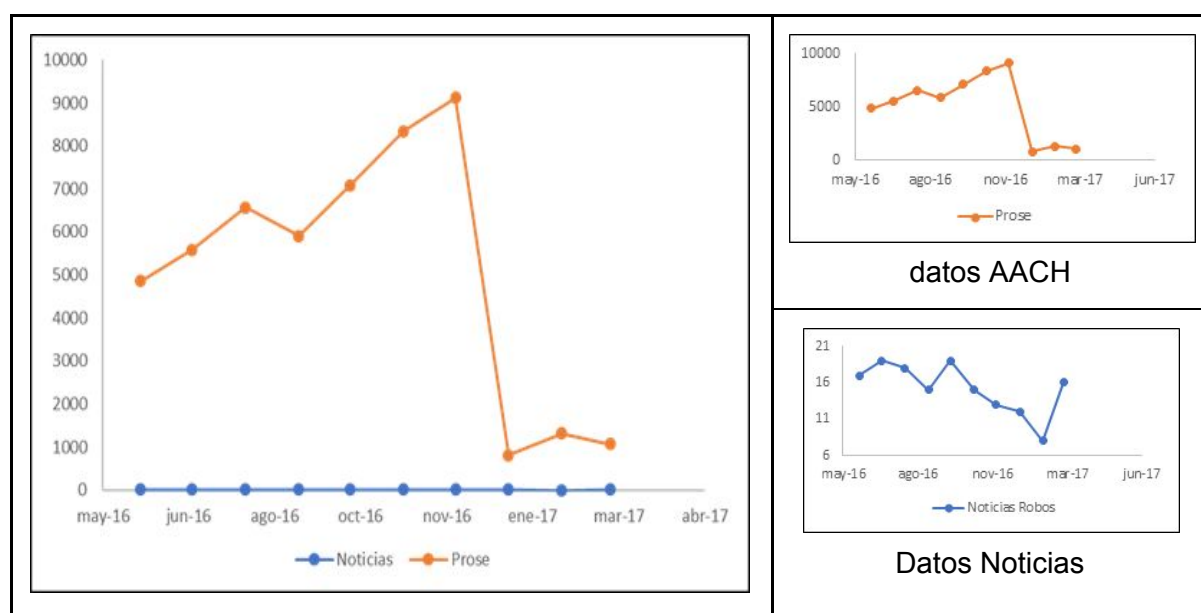 10000
9000
8000
7000
6000
5000
4000
3000
2000
1000
0
may-16 jun-16 ago-16 oct-16 nov-16 ene-17 mar-17 abr-17
Noticias Prose
10000
5000
0
may-16 ago-16 nov-16 mar-17 jun-17
Prose
datos AACH
21
16
11
6
may-16 ago-16 nov-16 mar-17 jun-17
Noticias Robos
Datos Noticias